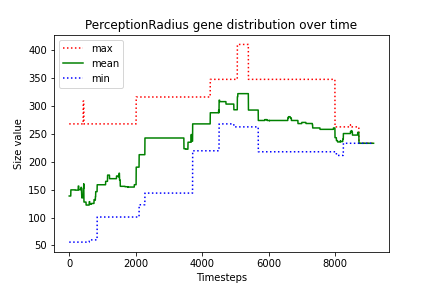 PerceptionRadius gene distribution over time
max
mean
min
Size value
400
350
300
250
200
150
100
50
0 2000 4000 6000 8000
Timesteps